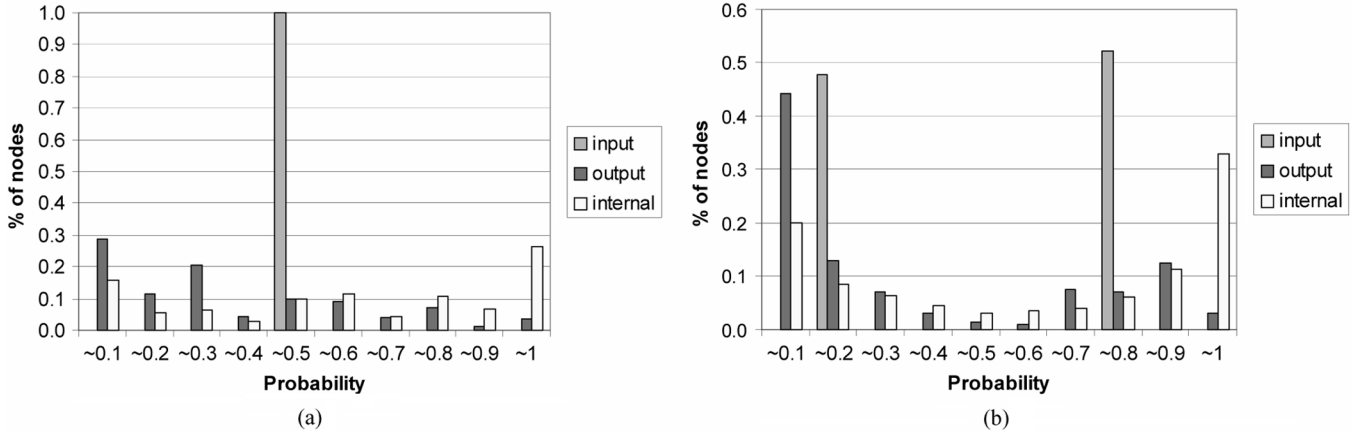 1.0
0.9
0.8
0.7
0.6
0.5
0.4
0.3
0.2
0.1
0.0
% of nodes
~0.1 ~0.2 ~0.3 ~0.4 ~0.5 ~0.6 ~0.7 ~0.8 ~0.9 ~1
Probability
input
output
internal
(a)
0.6
0.5
0.4
0.3
0.2
0.1
0.0
% of nodes
~0.1 ~0.2 ~0.3 ~0.4 ~0.5 ~0.6 ~0.7 ~0.8 ~0.9 ~1
Probability
input
output
internal
(b)